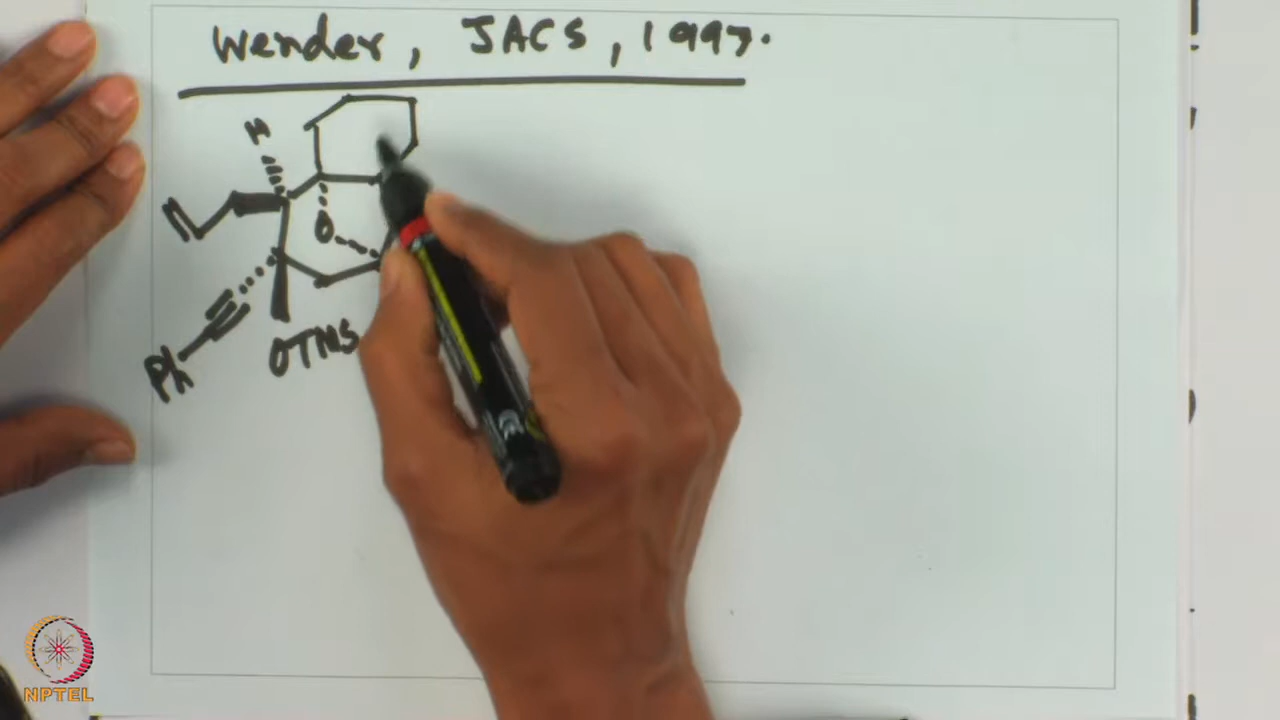 Wender, JACS, 1997.
H
O
OTMS
Ph
NPTEL